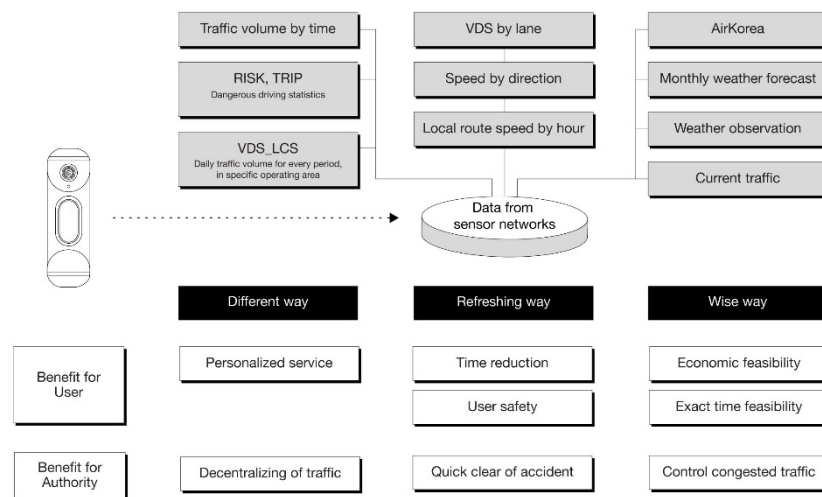 Traffic volume by time
VDS by lane
AirKorea
RISK, TRIP
Dangerous driving statistics
Speed by direction
Monthly weather forecast
VDS_LCS
Daily traffic volume for every period,
in specific operating area
Local route speed by hour
Weather observation
Current traffic
Data from
sensor networks
Different way
Refreshing way
Wise way
Benefit for
User
Personalized service
Time reduction
Economic feasibility
User safety
Exact time feasibility
Benefit for
Authority
Decentralizing of traffic
Quick clear of accident
Control congested traffic